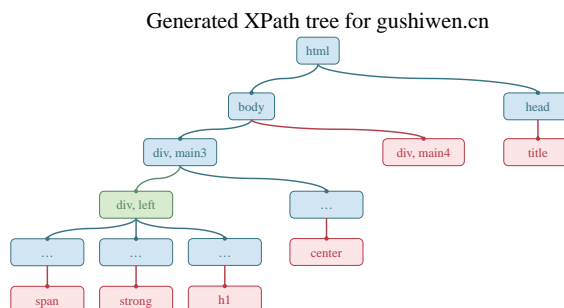 Generated XPath tree for gushiwen.cn
html
body
head
div, main3
div, main4
title
div, left
...
...
...
...
center
span
strong
h1